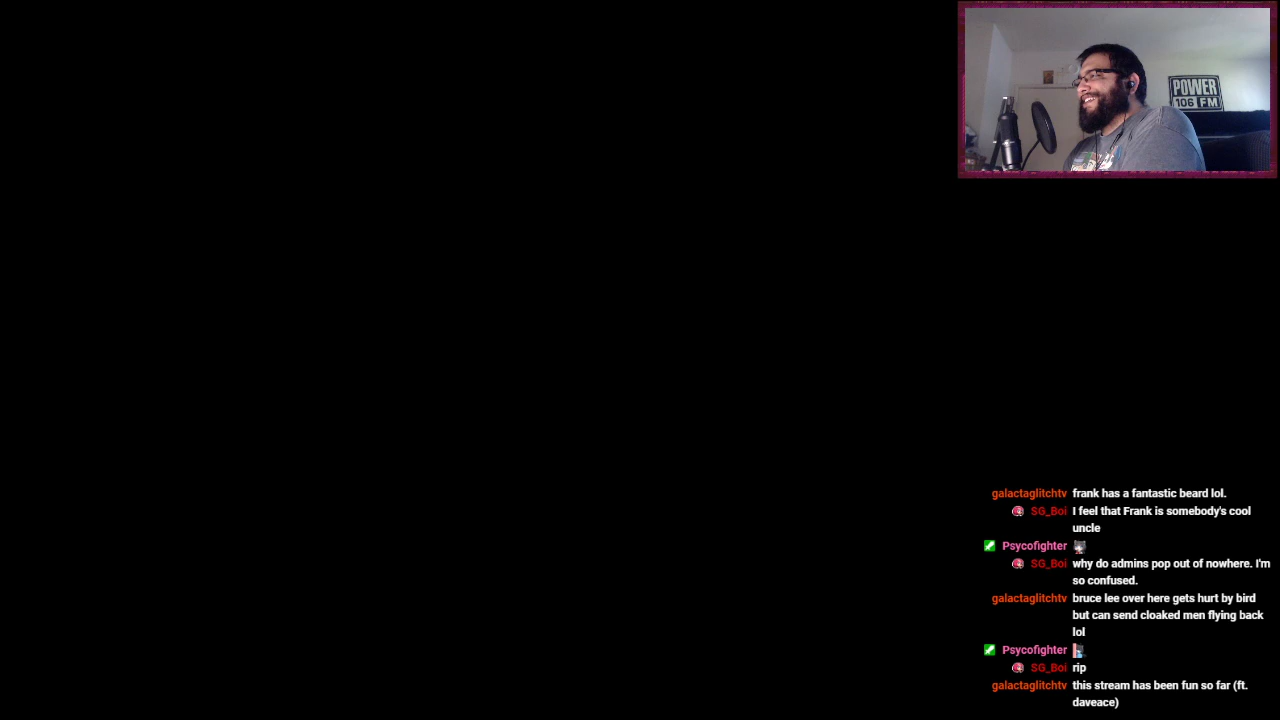 POWER
106 FM
galactaglitchtv frank has a fantastic beard lol.
SG_Boi I feel that Frank is somebody's cool
uncle
Psycofighter
SG_Boi why do admins pop out of nowhere. I'm
so confused.
galactaglitchtv bruce lee over here gets hurt by bird
but can send cloaked men flying back
lol
Psycofighter
SG_Boi rip
galactaglitchtv this stream has been fun so far (ft.
daveace)